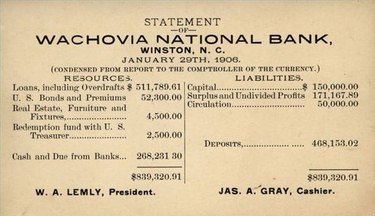 STATEMENT
—OF—
WACHOVIA NATIONAL BANK,
WINSTON, N. C.
JANUARY 29TH, 1906.
(CONDENSED FROM REPORT TO THE COMPTROLLER OF THE CURRENCY.)
RESOURCES.
Loans, including Overdrafts $ 511,789.61
U. S. Bonds and Premiums 52,300.00
Real Estate, Furniture and
Fixtures,............ 4,500.00
Redemption fund with U. S.
Treasurer............ 2,500.00
Cash and Due from Banks... 268,231.30
$839,320.91
LIABILITIES.
Capital............ $ 150,000.00
Surplus and Undivided Profits 171,167.89
Circulation............ 50,000.00
DEPOSITS,............ 468,153.02
$839,320.91
W. A. LEMLY, President.
JAS. A. GRAY, Cashier.